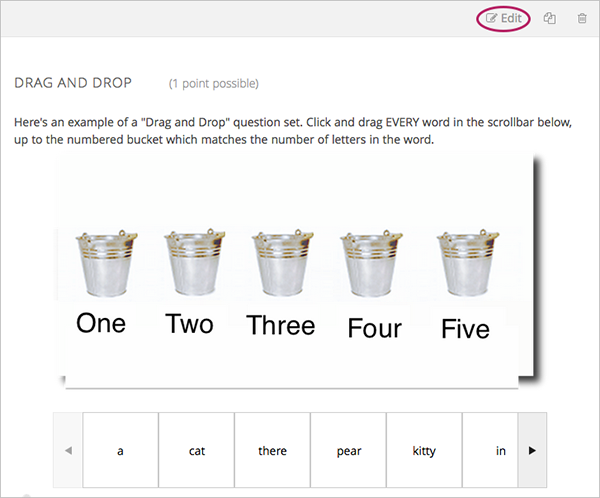 Edit
DRAG AND DROP (1 point possible)
Here's an example of a "Drag and Drop" question set. Click and drag EVERY word in the scrollbar below,
up to the numbered bucket which matches the number of letters in the word.
One Two Three Four Five
a cat there pear kitty in